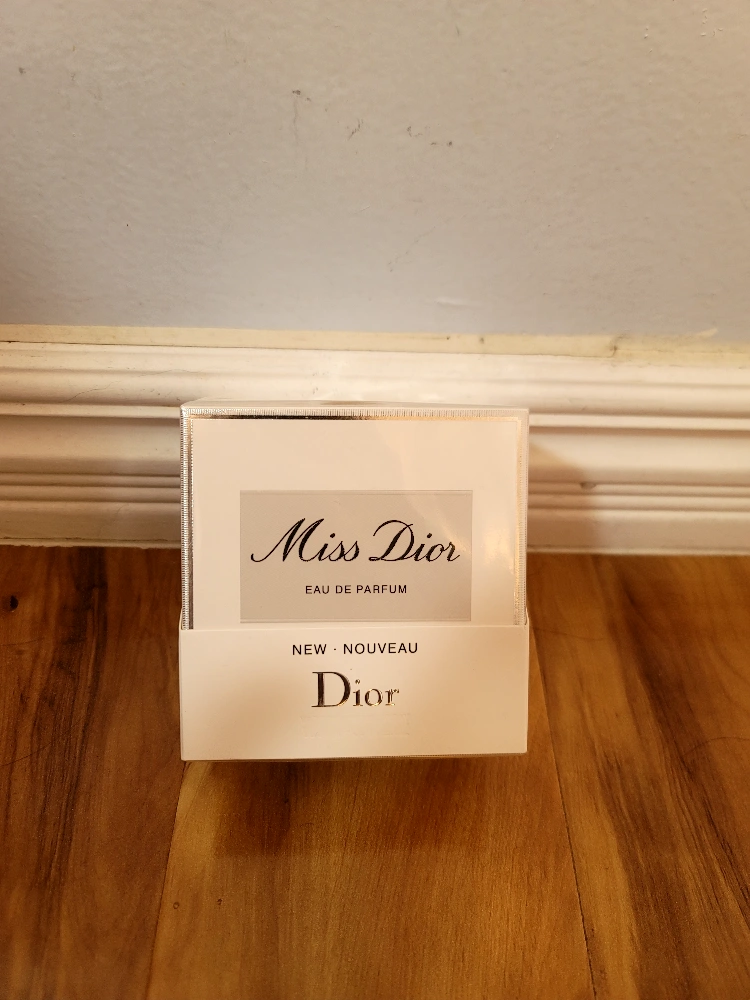 Miss Dior
EAU DE PARFUM
NEW · NOUVEAU
Dior